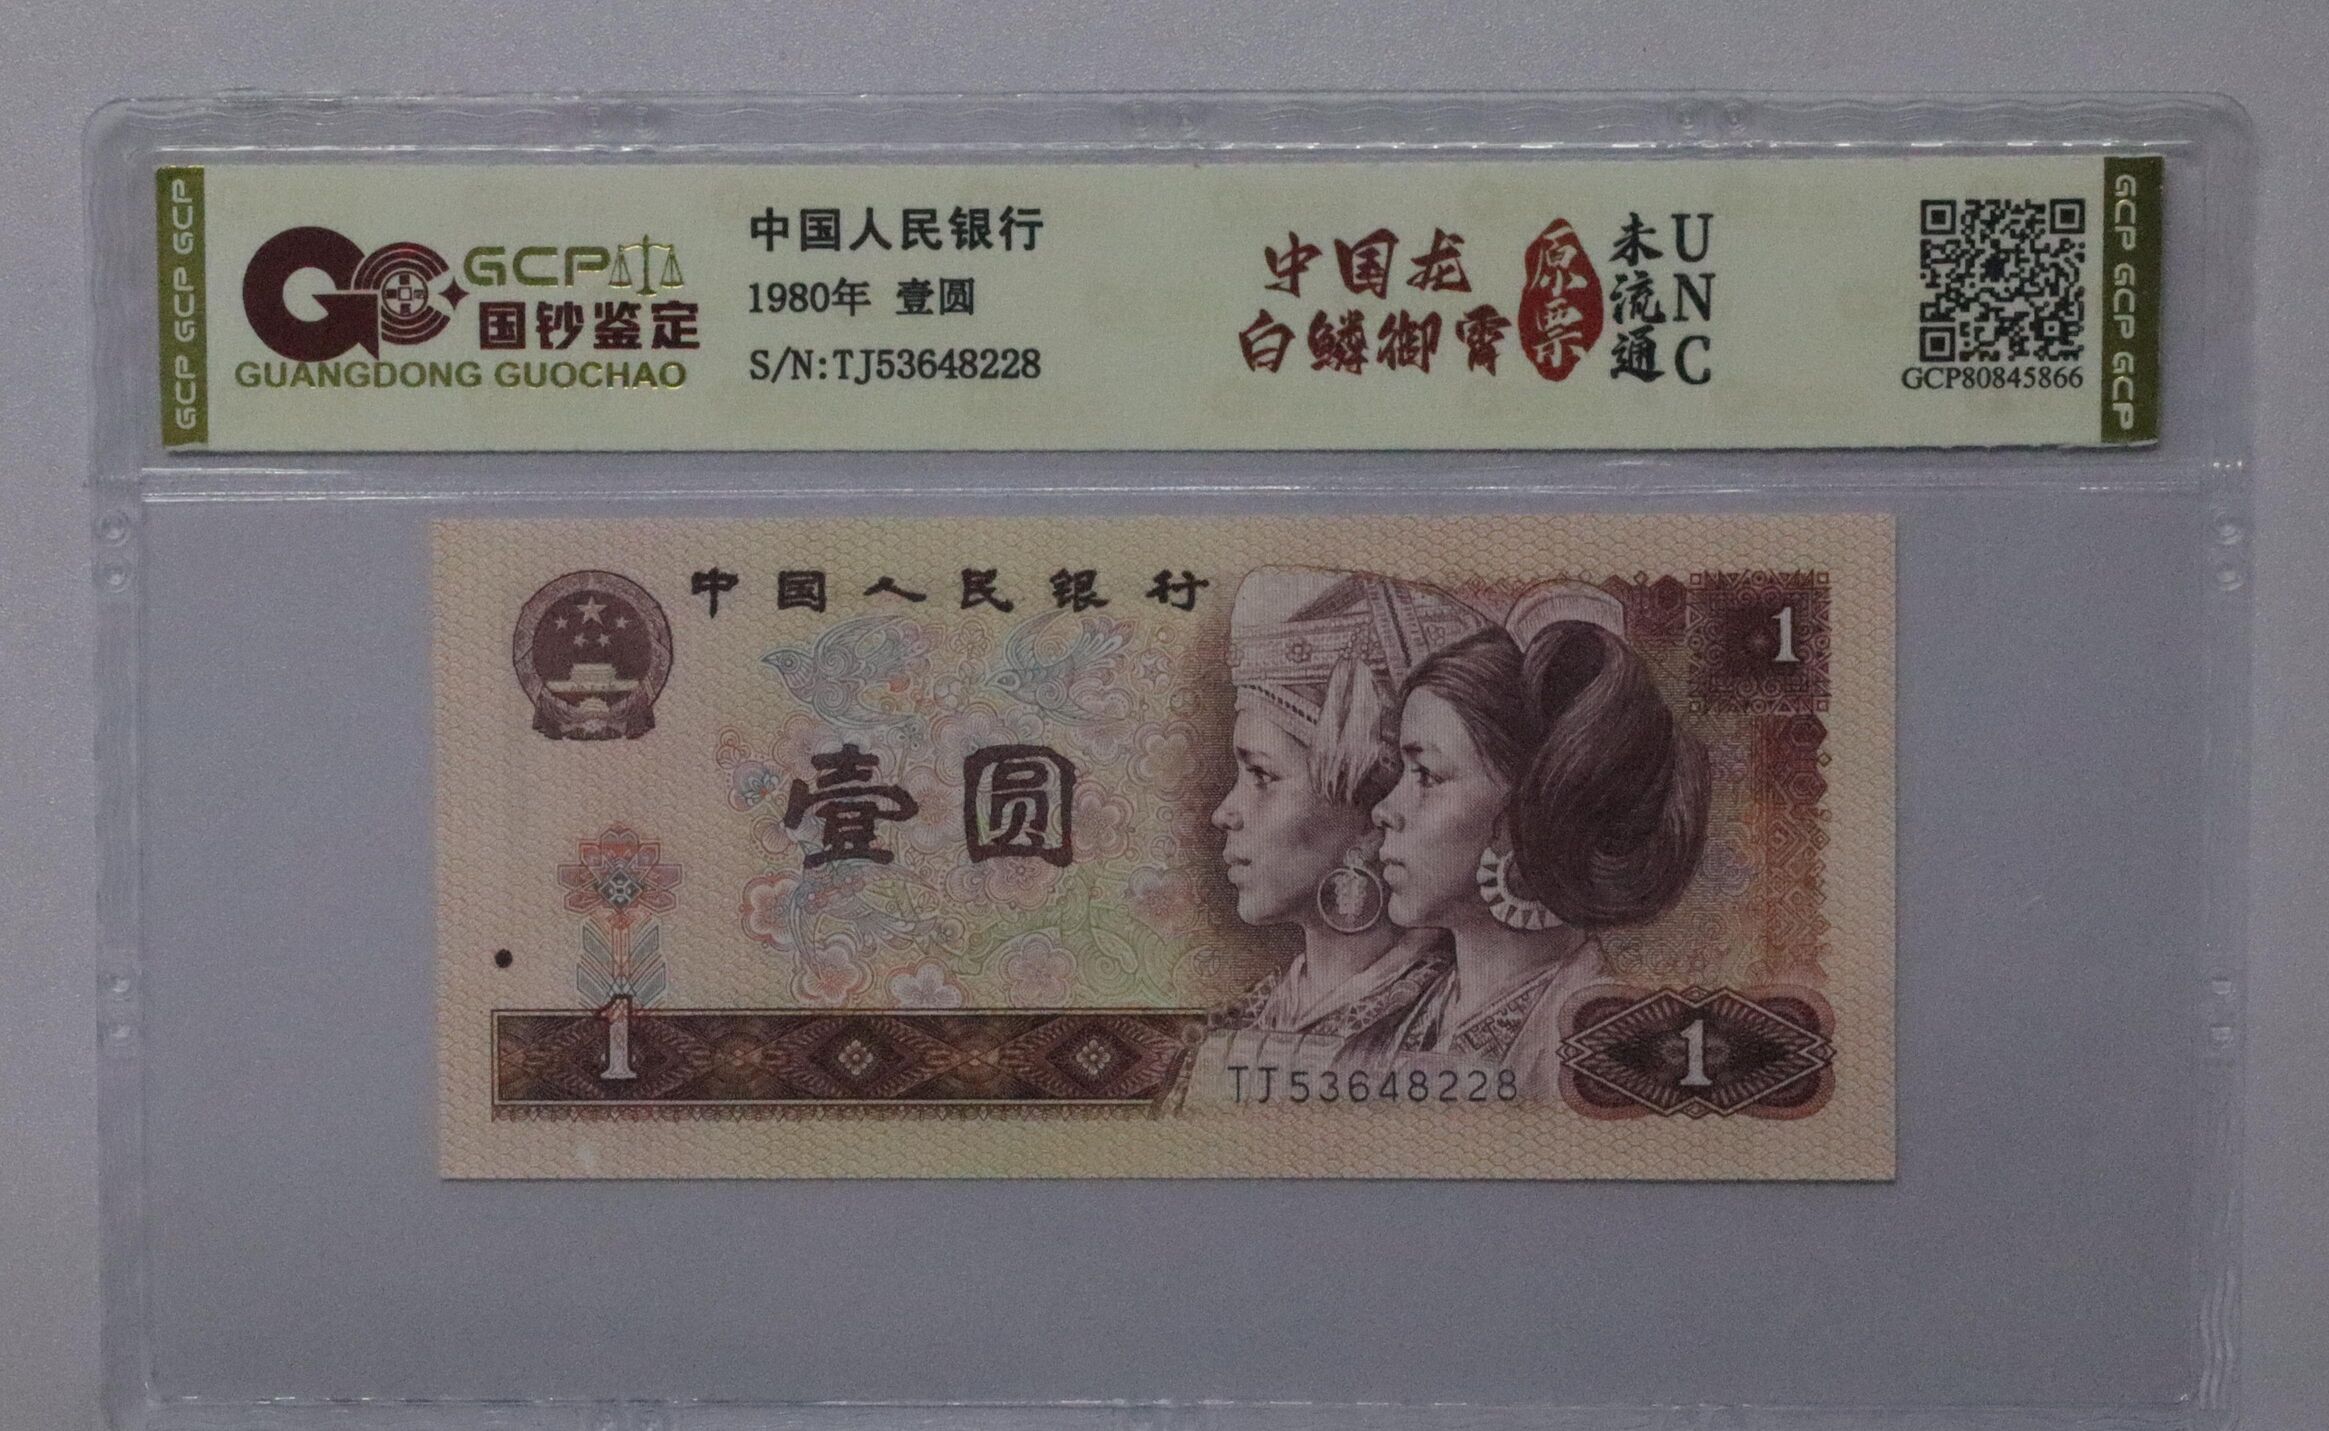 GCP GCP GCP
GCP
国钞鉴定
GUANGDONG GUOCHAO
中国人民银行
1980年 壹圆
S/N:TJ53648228
中国龙
白鳞御霄
原票
未流通
UNC
GCP80845866
GCP GCP GCP
中国人民银行
壹圆
1
1
1
TJ53648228